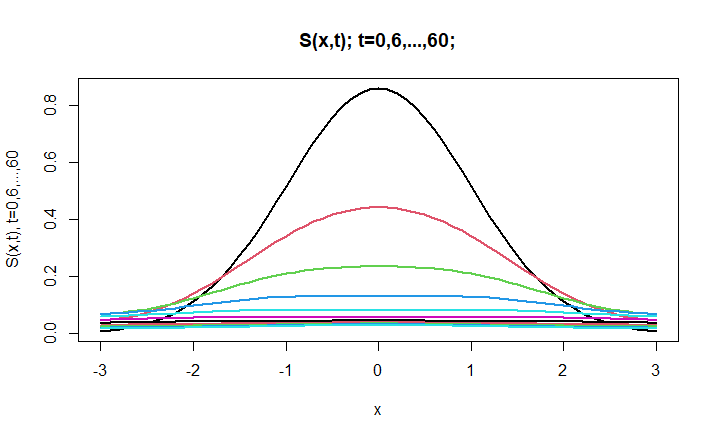 S(x,t); t=0,6,...,60;
S(x,t), t=0,6,...,60
0.8
0.6
0.4
0.2
0.0
-3 -2 -1 0 1 2 3
x